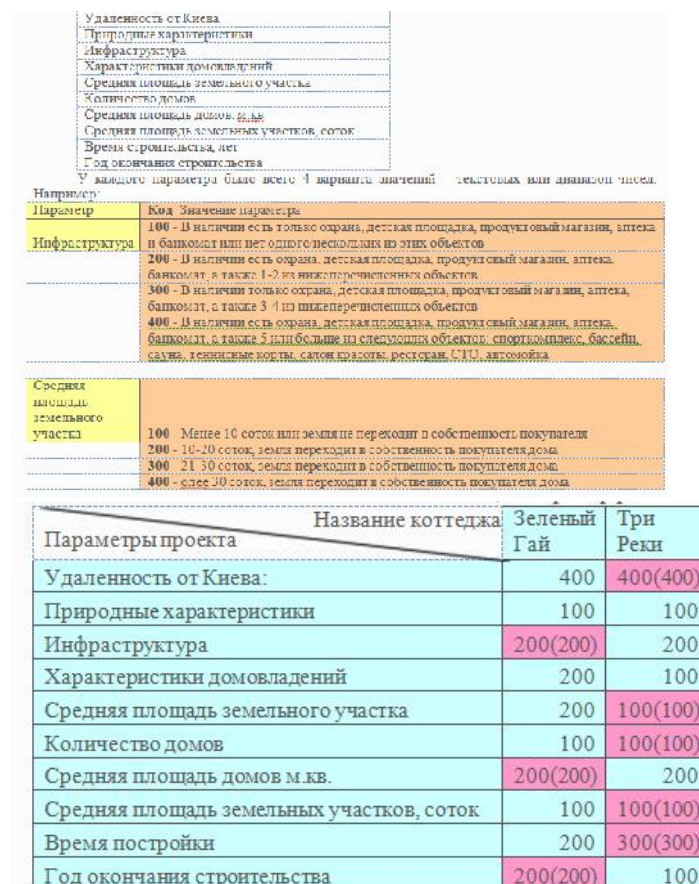 Удаленность от Киева
Природные характеристики
Инфраструктура
Характеристики домовладений
Средняя площадь земельного участка
Количество домов
Средняя площадь домов, м.кв
Средняя площадь земельных участков, соток
Время строительства, лет
Год окончания строительства
У каждого параметра было всего 4 варианта значений текстовых или диапазон чисел.
Например:
Параметр Код Значение параметра
100 - В наличии есть только охрана, детская площадка, продуктовый магазин, аптека
Инфраструктура и банкомат или нет одного/нескольких из этих объектов
200 - В наличии есть охрана, детская площадка, продуктовый магазин, аптека,
банкомат, а также 1-2 из нижеперечисленных объектов
300 - В наличии только охрана, детская площадка, продуктовый магазин, аптека,
банкомат, а также 3-4 из нижеперечисленных объектов
400 - В наличии есть охрана, детская площадка, продуктовый магазин, аптека,
банкомат, а также 5 или больше из следующих объектов: спорткомплекс, бассейн,
сауна, теннисные корты, салон красоты, ресторан, СТО, автомойка
Средняя
площадь
земельного
участка 100 - Менее 10 соток или земля не переходит в собственность покупателя
200 - 10-20 соток, земля переходит в собственность покупателя дома
300 - 21-30 соток, земля переходит в собственность покупателя дома
400 - олее 30 соток, земля переходит в собственность покупателя дома
Название коттеджа Зеленый Три
Параметры проекта Гай Реки
Удаленность от Киева: 400 400(400)
Природные характеристики 100 100
Инфраструктура 200(200) 200
Характеристики домовладений 200 100
Средняя площадь земельного участка 200 100(100)
Количество домов 100 100(100)
Средняя площадь домов м.кв. 200(200) 200
Средняя площадь земельных участков, соток 100 100(100)
Время постройки 200 300(300)
Год окончания строительства 200(200) 100